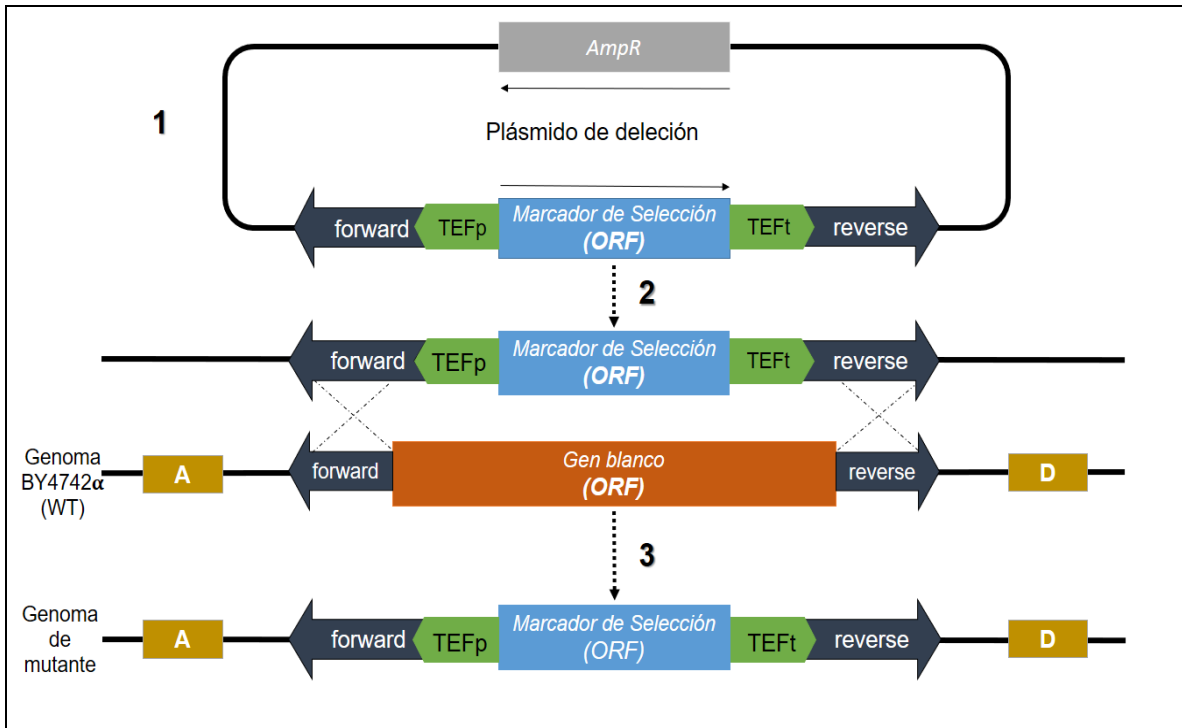 AmpR
1
Plásmido de deleción
forward
TEFp
Marcador de Selección
(ORF)
TEFt
reverse
2
forward
TEFp
Marcador de Selección
(ORF)
TEFt
reverse
Genoma
BY4742α
(WT)
A
forward
Gen blanco
(ORF)
reverse
D
3
Genoma
de
mutante
A
forward
TEFp
Marcador de Selección
(ORF)
TEFt
reverse
D